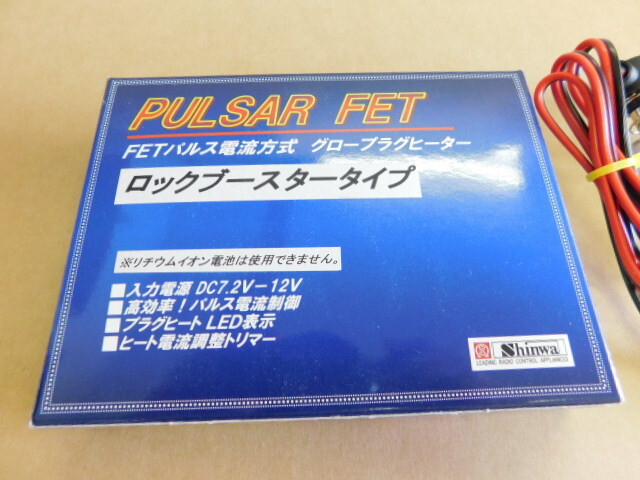 PULSAR FET
FETパルス電流方式 グロープラグヒーター
ロックブースタータイプ
※リチウムイオン電池は使用できません。
■入力電源 DC7.2V－12V
■高効率！パルス電流制御
■プラグヒート LED表示
■ヒート電流調整トリマー
Shinwa
LEADING RADIO CONTROL APPLIANCES